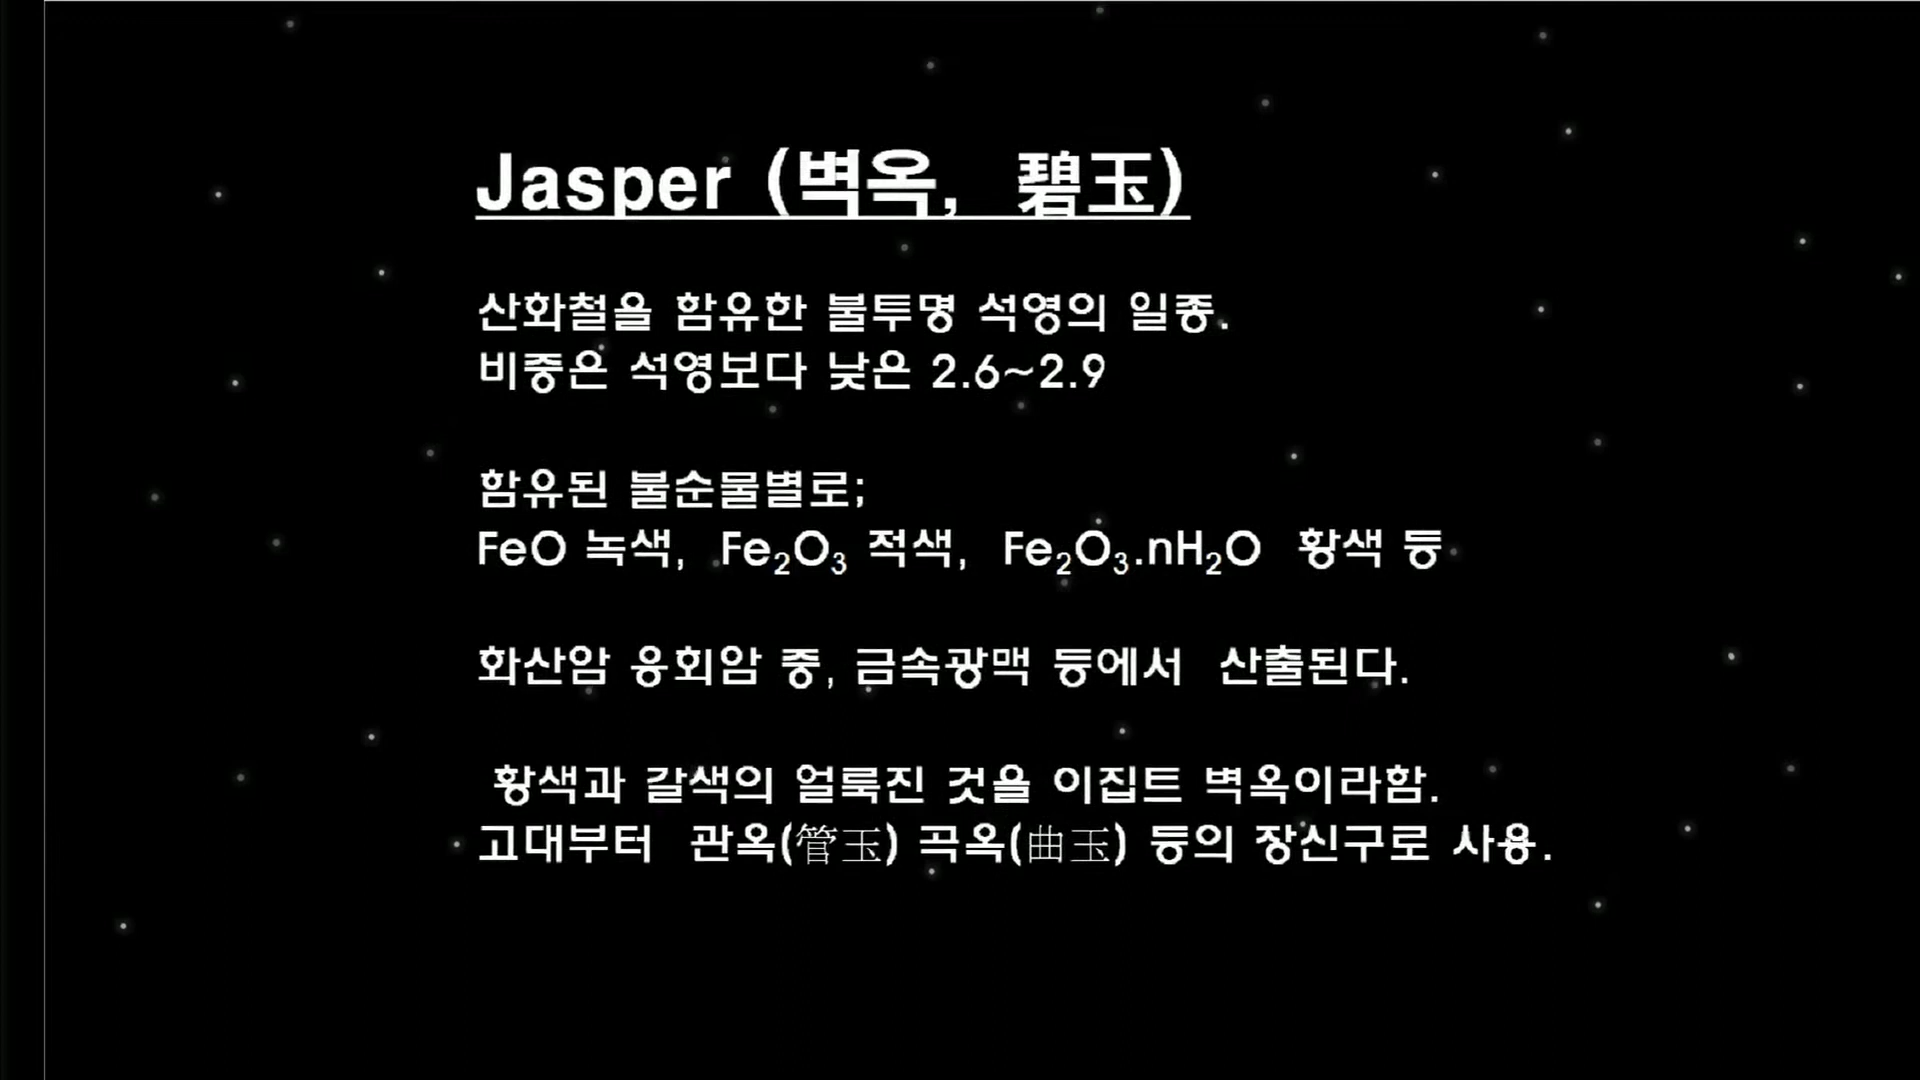 Jasper (벽옥, 碧玉)
산화철을 함유한 불투명 석영의 일종.
비중은 석영보다 낮은 2.6~2.9
함유된 불순물별로;
FeO 녹색, Fe₂O₃ 적색, Fe₂O₃.nH₂O 황색 등
화산암 응회암 중, 금속광맥 등에서 산출된다.
황색과 갈색의 얼룩진 것을 이집트 벽옥이라함.
고대부터 관옥(管玉) 곡옥(曲玉) 등의 장신구로 사용.